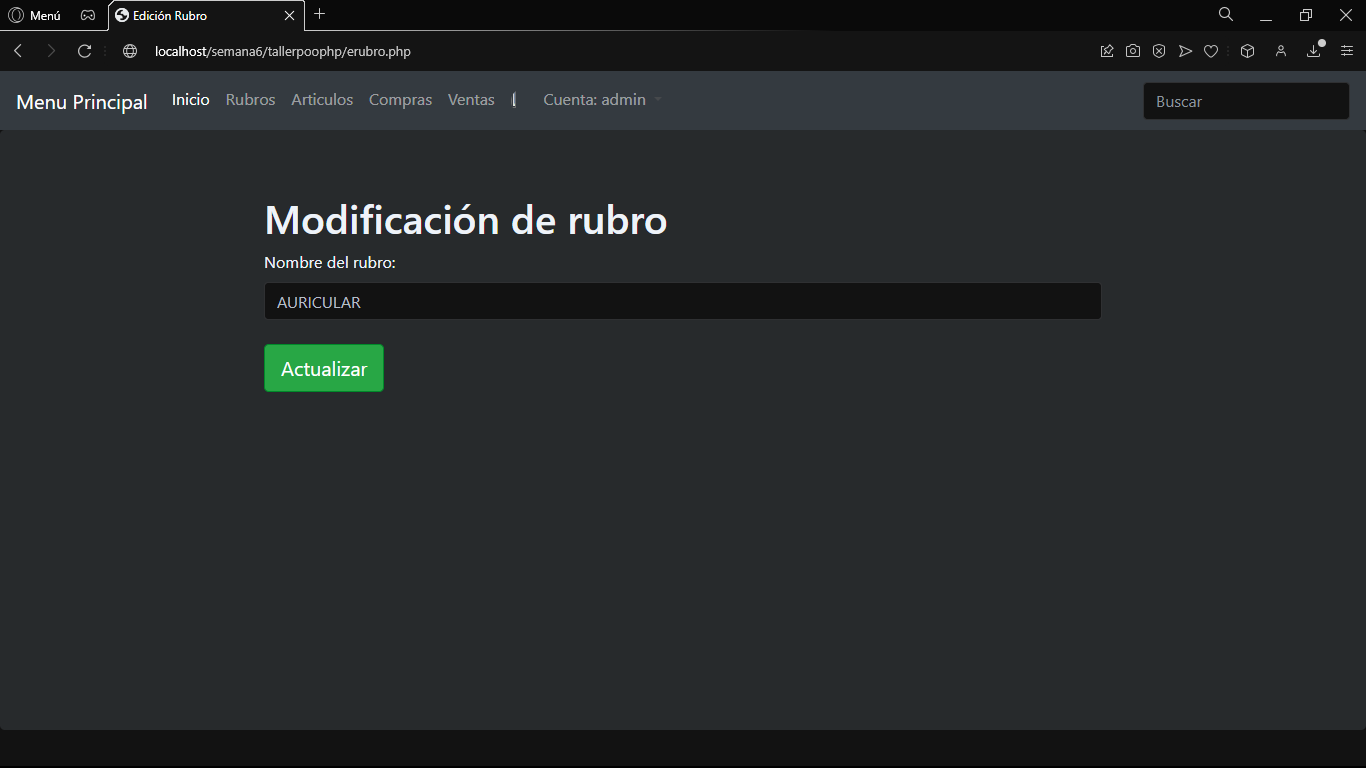 Menú
Edición Rubro
localhost/semana6/tallerpoophp/erubro.php
Menu Principal Inicio Rubros Articulos Compras Ventas Cuenta: admin Buscar
Modificación de rubro
Nombre del rubro:
AURICULAR
Actualizar